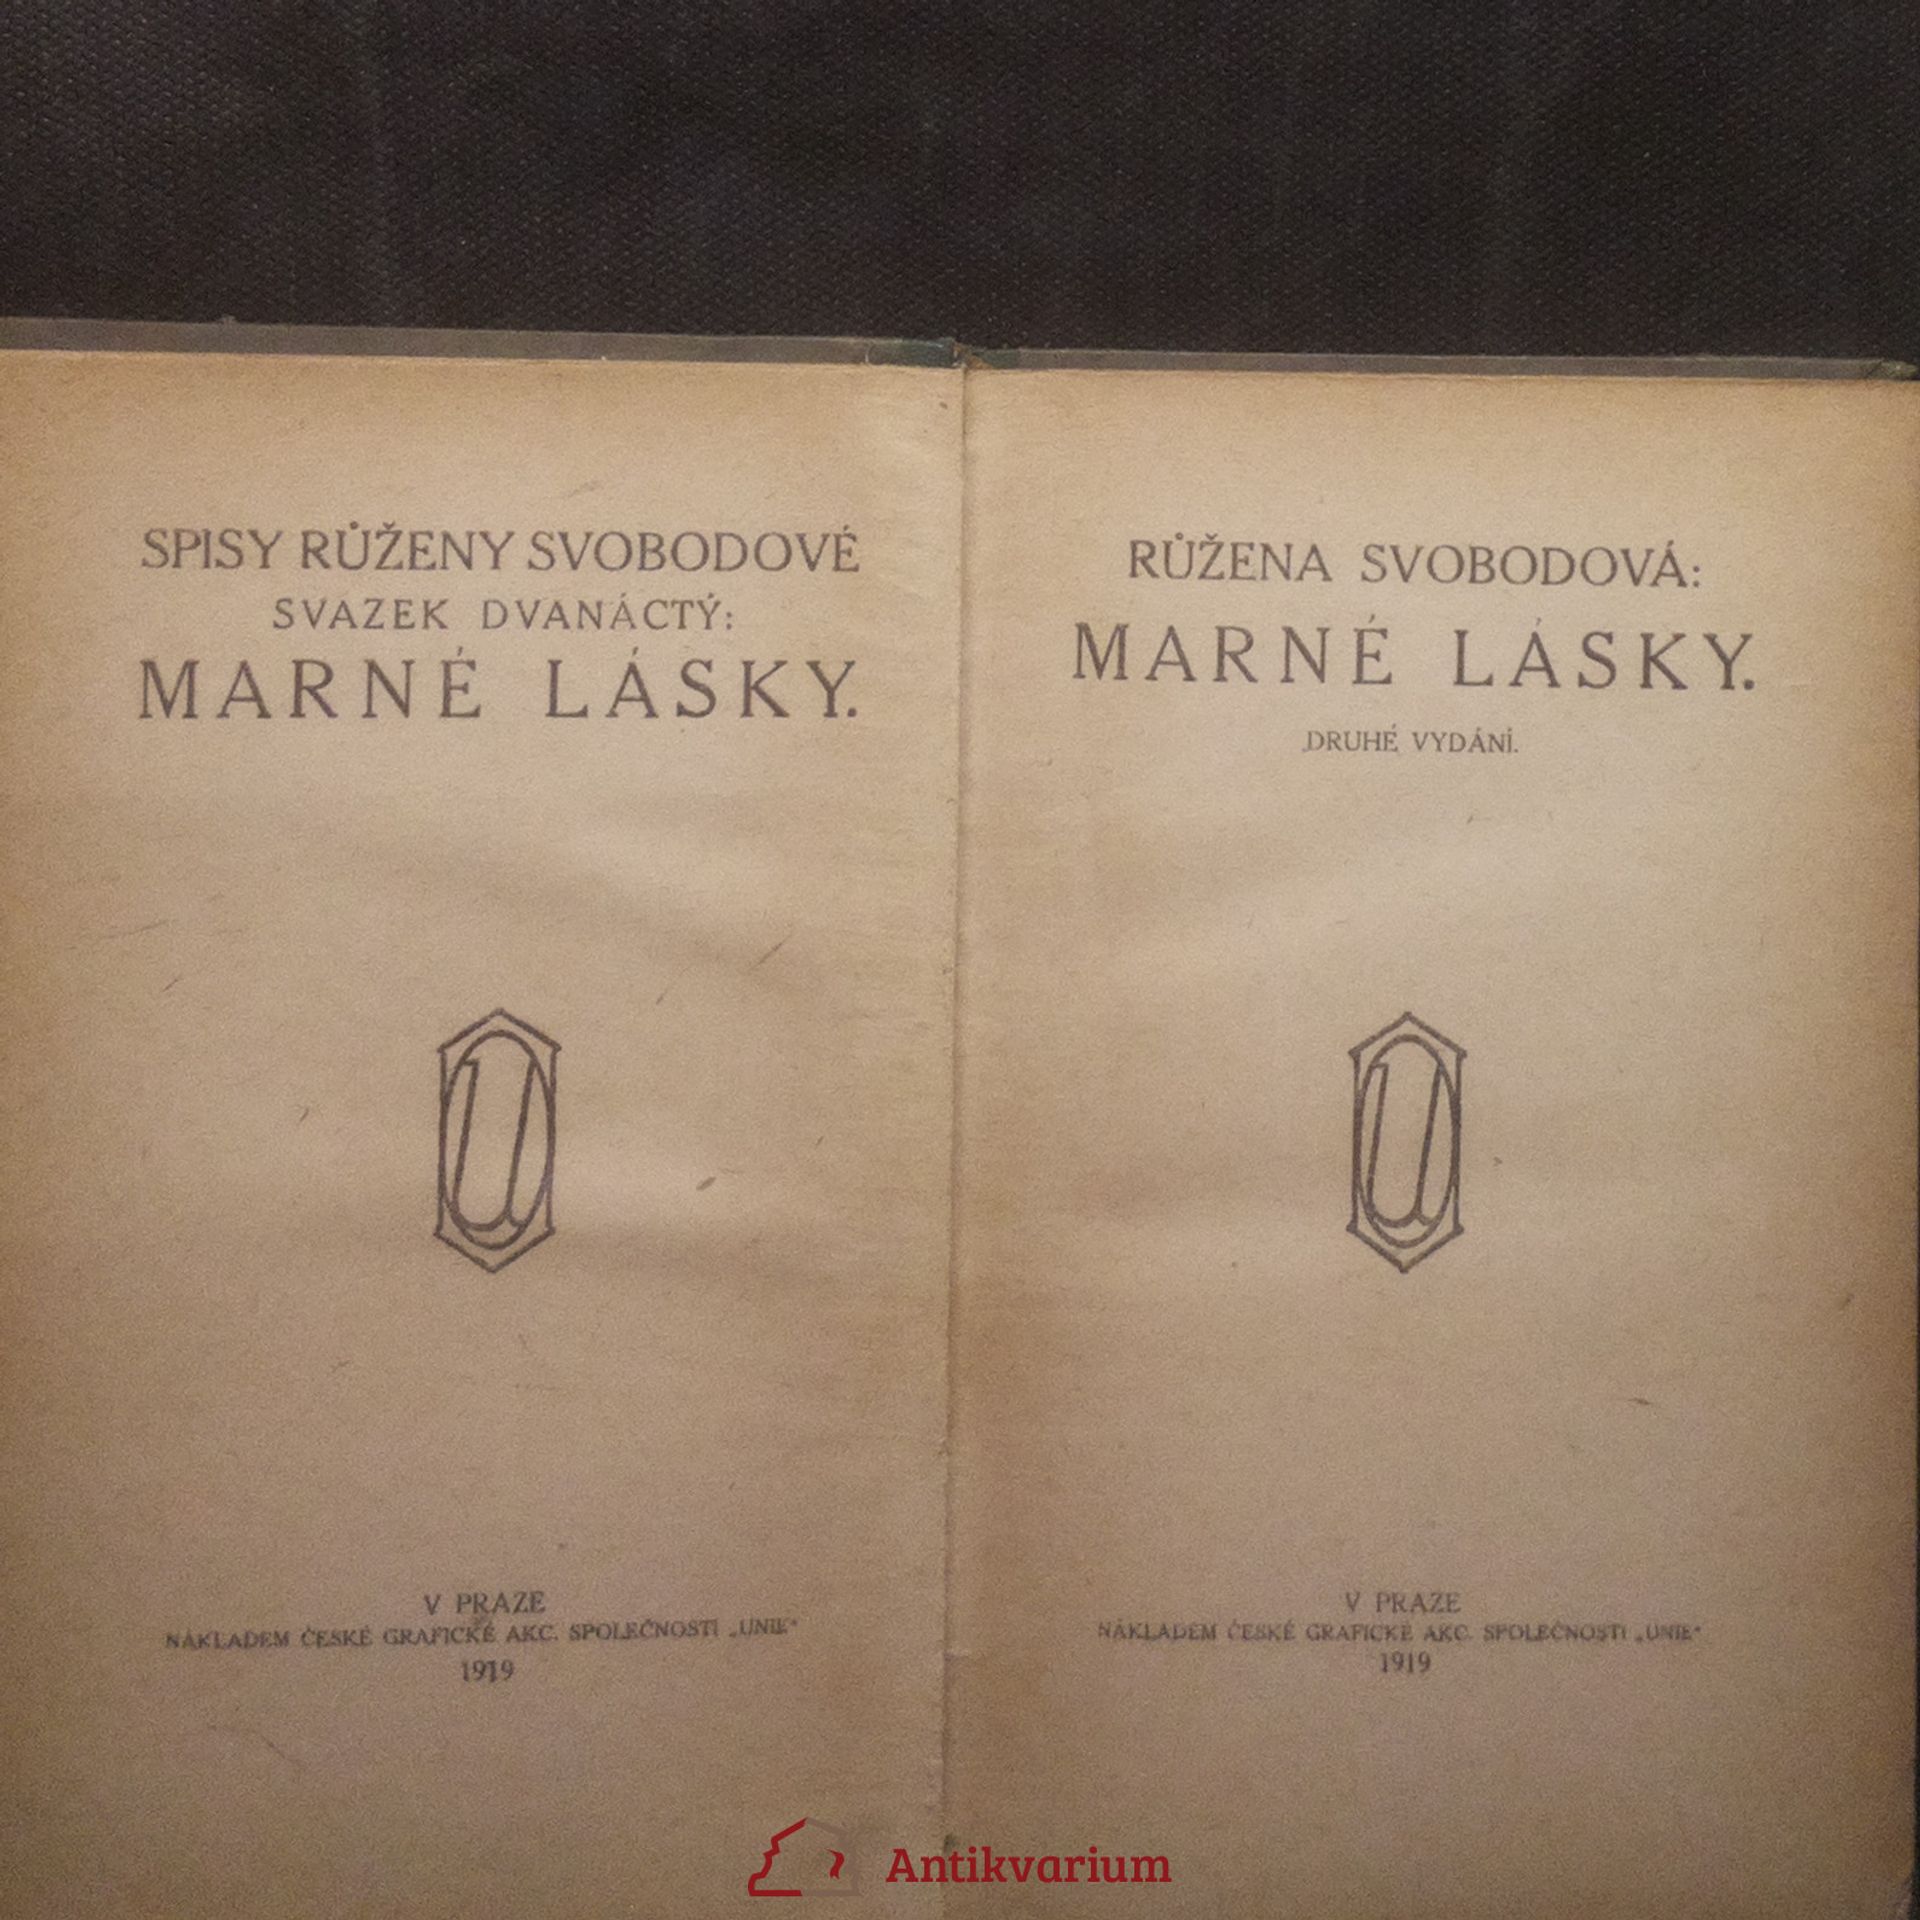 SPISY RŮŽENY SVOBODOVÉ
SVAZEK DVANÁCTÝ:
MARNÉ LÁSKY.
V PRAZE
NÁKLADEM ČESKÉ GRAFICKÉ AKC. SPOLEČNOSTI „UNIE“
1919
RŮŽENA SVOBODOVÁ:
MARNÉ LÁSKY.
DRUHÉ VYDÁNÍ.
V PRAZE
NÁKLADEM ČESKÉ GRAFICKÉ AKC. SPOLEČNOSTI „UNIE“
1919
Antikvarium